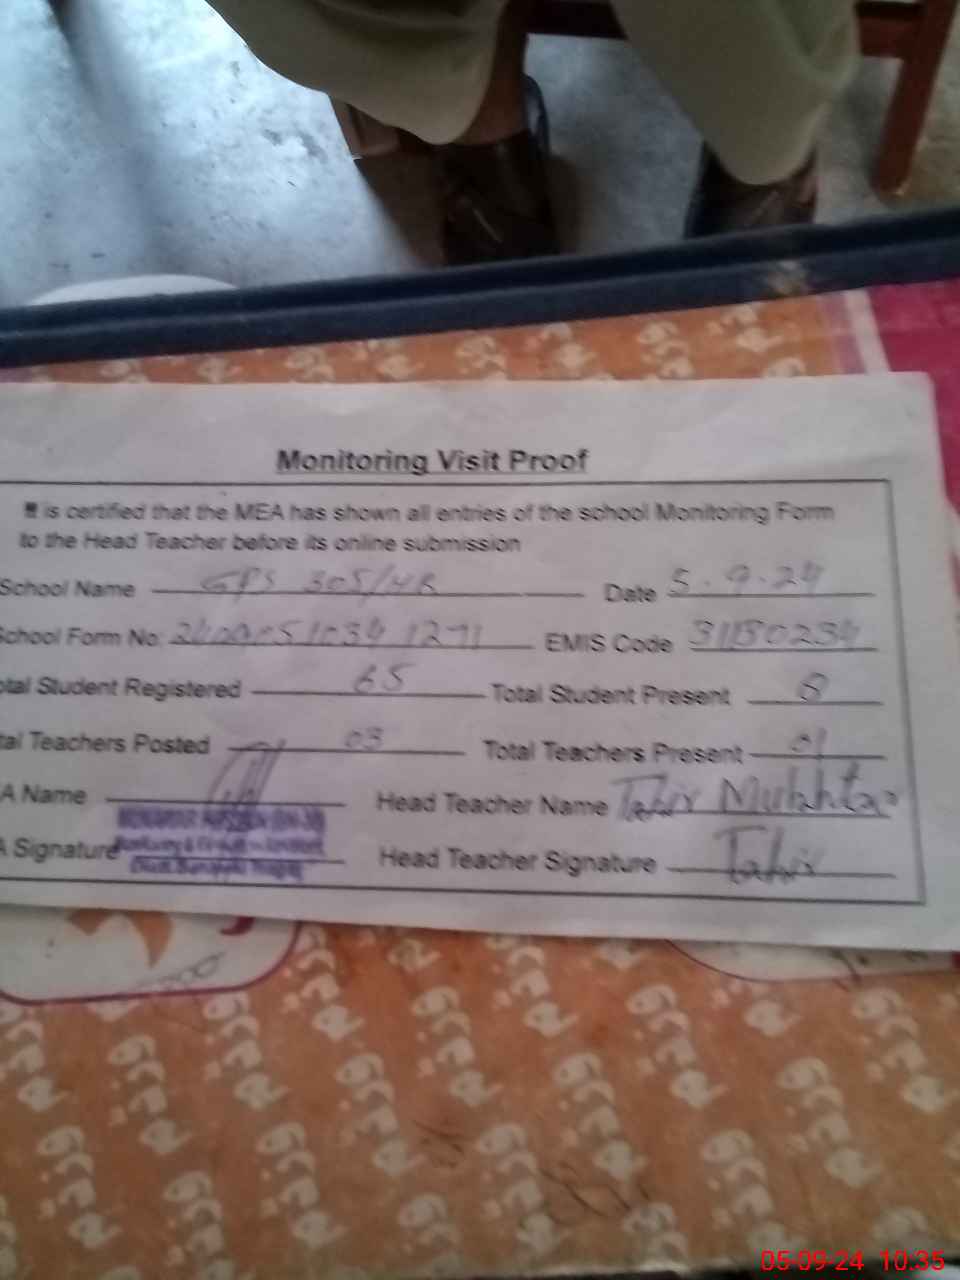 Monitoring Visit Proof
It is certified that the MEA has shown all entries of the school Monitoring Form
to the Head Teacher before its online submission
School Name GPS 305/HR Date 5.9.24
School Form No: EMIS Code 31130234
otal Student Registered 65 Total Student Present
tal Teachers Posted 03 Total Teachers Present 01
A Name Head Teacher Name Tahir Mukhtar
A Signature Head Teacher Signature Tahir
05-09-24 10:35